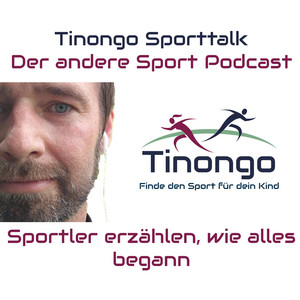 Tinongo Sporttalk
Der andere Sport Podcast
Tinongo
Finde den Sport für dein Kind
Sportler erzählen, wie alles
begann